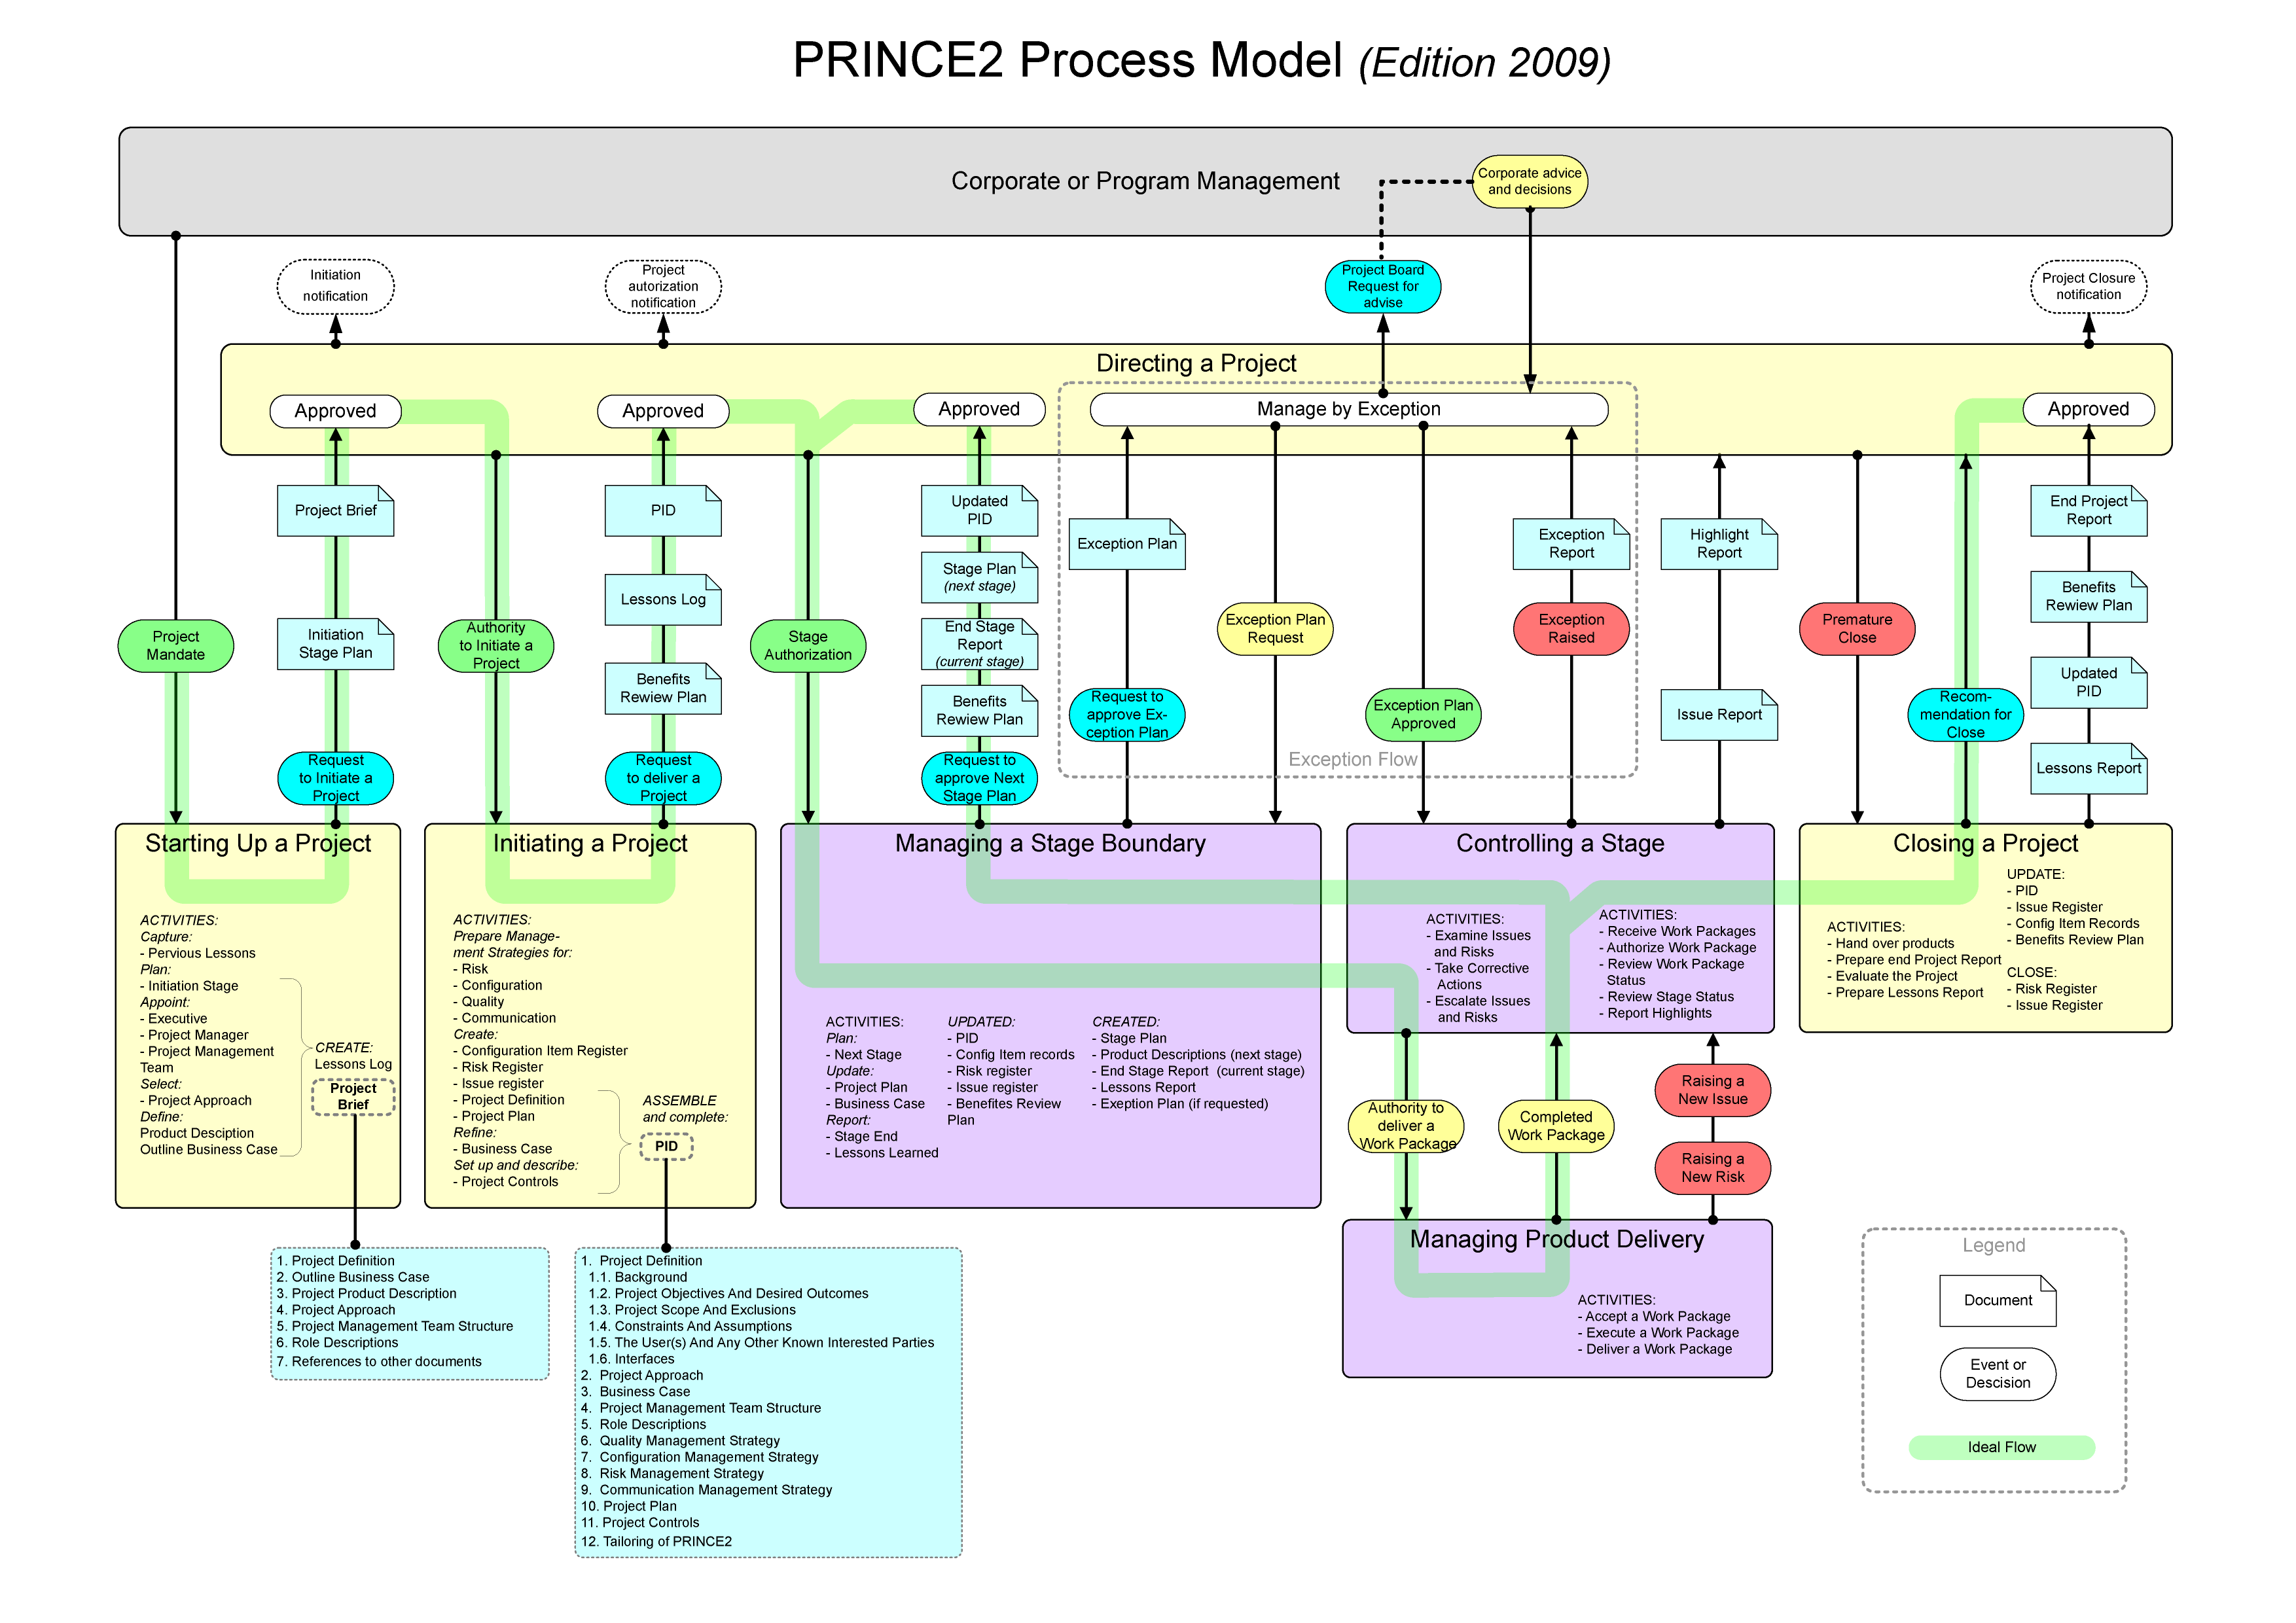 PRINCE2 Process Model (Edition 2009)
Corporate or Program Management
Corporate advice
and decisions
Initiation
notification
Project
autorization
notification
Project Board
Request for
advise
Project Closure
notification
Directing a Project
Approved
Approved
Approved
Manage by Exception
Approved
Project Brief
Initiation
Stage Plan
Request
to Initiate a
Project
Project
Mandate
Authority
to Initiate a
Project
PID
Lessons Log
Benefits
Rewiew Plan
Request
to deliver a
Project
Stage
Authorization
Updated
PID
Stage Plan
(next stage)
End Stage
Report
(current stage)
Benefits
Rewiew Plan
Request to
approve Next
Stage Plan
Exception Plan
Request to
approve Ex-
ception Plan
Exception Plan
Request
Exception Plan
Approved
Exception
Report
Exception
Raised
Exception Flow
Highlight
Report
Issue Report
Premature
Close
Recom-
mendation for
Close
End Project
Report
Benefits
Rewiew Plan
Updated
PID
Lessons Report
Starting Up a Project
ACTIVITIES:
Capture:
- Pervious Lessons
Plan:
- Initiation Stage
Appoint:
- Executive
- Project Manager
- Project Management
Team
Select:
- Project Approach
Define:
Product Desciption
Outline Business Case
CREATE:
Lessons Log
Project
Brief
Initiating a Project
ACTIVITIES:
Prepare Manage-
ment Strategies for:
- Risk
- Configuration
- Quality
- Communication
Create:
- Configuration Item Register
- Risk Register
- Issue register
- Project Definition
- Project Plan
Refine:
- Business Case
Set up and describe:
- Project Controls
ASSEMBLE
and complete:
PID
Managing a Stage Boundary
ACTIVITIES:
Plan:
- Next Stage
Update:
- Project Plan
- Business Case
Report:
- Stage End
- Lessons Learned
UPDATED:
- PID
- Config Item records
- Risk register
- Issue register
- Benefites Review
Plan
CREATED:
- Stage Plan
- Product Descriptions (next stage)
- End Stage Report (current stage)
- Lessons Report
- Exeption Plan (if requested)
Controlling a Stage
ACTIVITIES:
- Examine Issues
and Risks
- Take Corrective
Actions
- Escalate Issues
and Risks
ACTIVITIES:
- Receive Work Packages
- Authorize Work Package
- Review Work Package
Status
- Review Stage Status
- Report Highlights
Closing a Project
ACTIVITIES:
- Hand over products
- Prepare end Project Report
- Evaluate the Project
- Prepare Lessons Report
UPDATE:
- PID
- Issue Register
- Config Item Records
- Benefits Review Plan
CLOSE:
- Risk Register
- Issue Register
Authority to
deliver a
Work Package
Completed
Work Package
Raising a
New Issue
Raising a
New Risk
Managing Product Delivery
ACTIVITIES:
- Accept a Work Package
- Execute a Work Package
- Deliver a Work Package
1. Project Definition
2. Outline Business Case
3. Project Product Description
4. Project Approach
5. Project Management Team Structure
6. Role Descriptions
7. References to other documents
1. Project Definition
1.1. Background
1.2. Project Objectives And Desired Outcomes
1.3. Project Scope And Exclusions
1.4. Constraints And Assumptions
1.5. The User(s) And Any Other Known Interested Parties
1.6. Interfaces
2. Project Approach
3. Business Case
4. Project Management Team Structure
5. Role Descriptions
6. Quality Management Strategy
7. Configuration Management Strategy
8. Risk Management Strategy
9. Communication Management Strategy
10. Project Plan
11. Project Controls
12. Tailoring of PRINCE2
Legend
Document
Event or
Descision
Ideal Flow